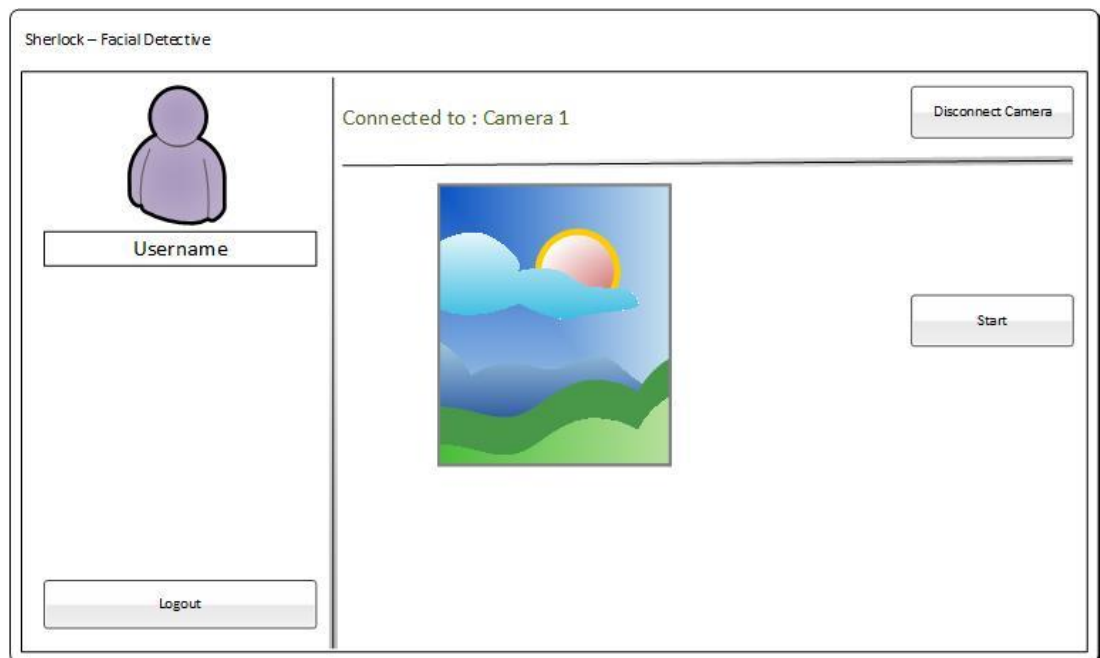 Sherlock – Facial Detective
Connected to : Camera 1
Disconnect Camera
Username
Start
Logout